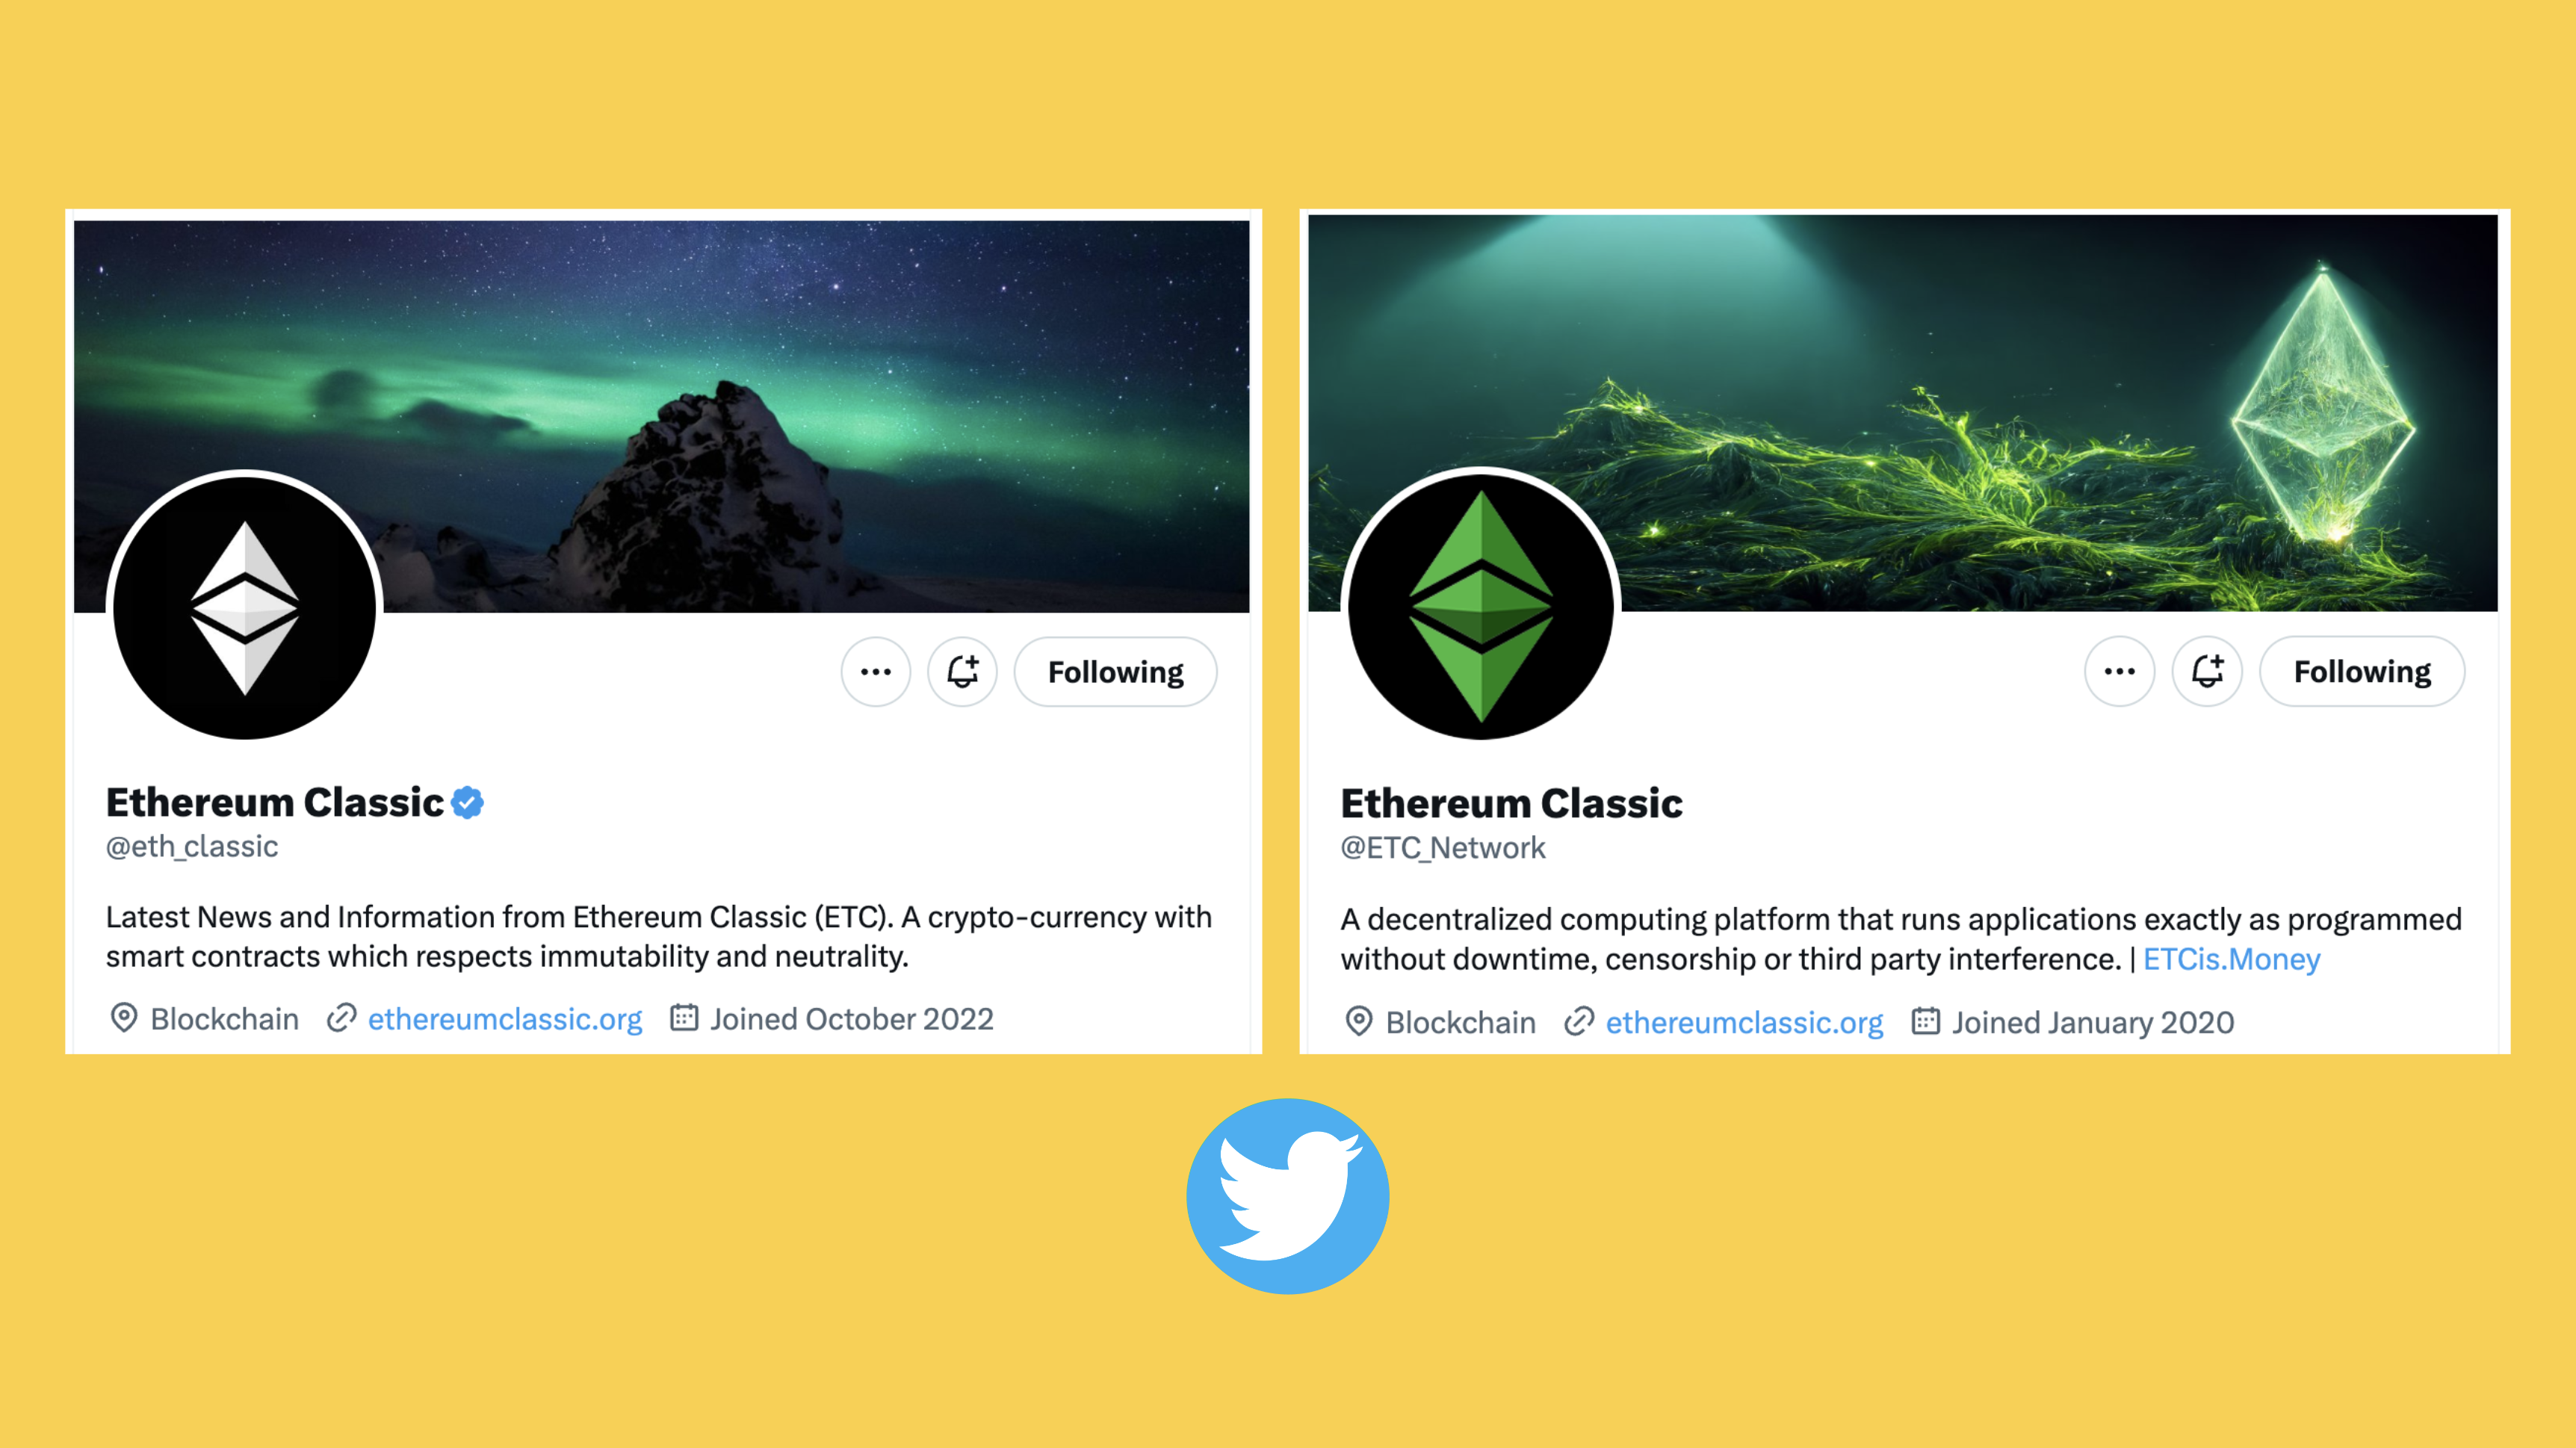 Following
Ethereum Classic
@eth_classic
Latest News and Information from Ethereum Classic (ETC). A crypto-currency with
smart contracts which respects immutability and neutrality.
Blockchain ethereumclassic.org Joined October 2022
Following
Ethereum Classic
@ETC_Network
A decentralized computing platform that runs applications exactly as programmed
without downtime, censorship or third party interference. | ETCis.Money
Blockchain ethereumclassic.org Joined January 2020